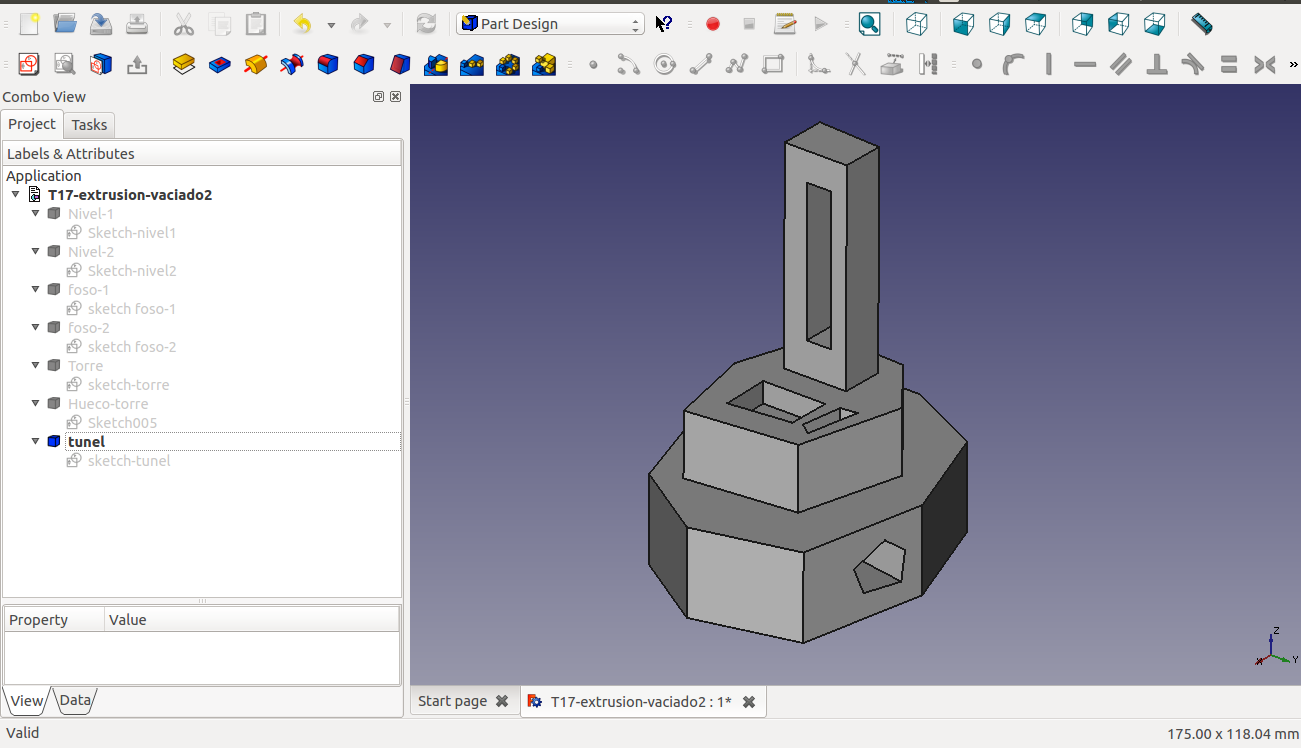 Part Design
Combo View
Project Tasks
Labels & Attributes
Application
T17-extrusion-vaciado2
Nivel-1
Sketch-nivel1
Nivel-2
Sketch-nivel2
foso-1
sketch foso-1
foso-2
sketch foso-2
Torre
sketch-torre
Hueco-torre
Sketch005
tunel
sketch-tunel
Property Value
View Data
Z
X Y
Start page T17-extrusion-vaciado2 : 1*
Valid 175.00 x 118.04 mm